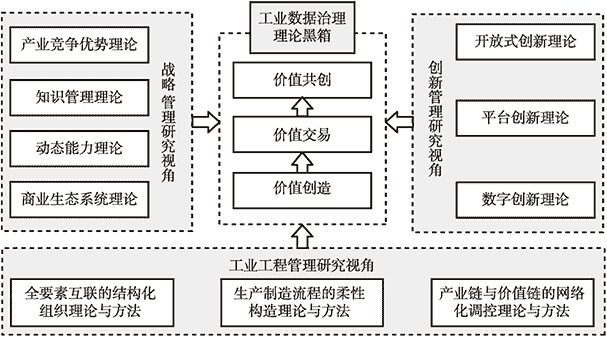 产业竞争优势理论
知识管理理论
动态能力理论
商业生态系统理论
战略管理研究视角
工业数据治理
理论黑箱
价值共创
价值交易
价值创造
创新管理研究视角
开放式创新理论
平台创新理论
数字创新理论
工业工程管理研究视角
全要素互联的结构化
组织理论与方法
生产制造流程的柔性
构造理论与方法
产业链与价值链的网络
化调控理论与方法